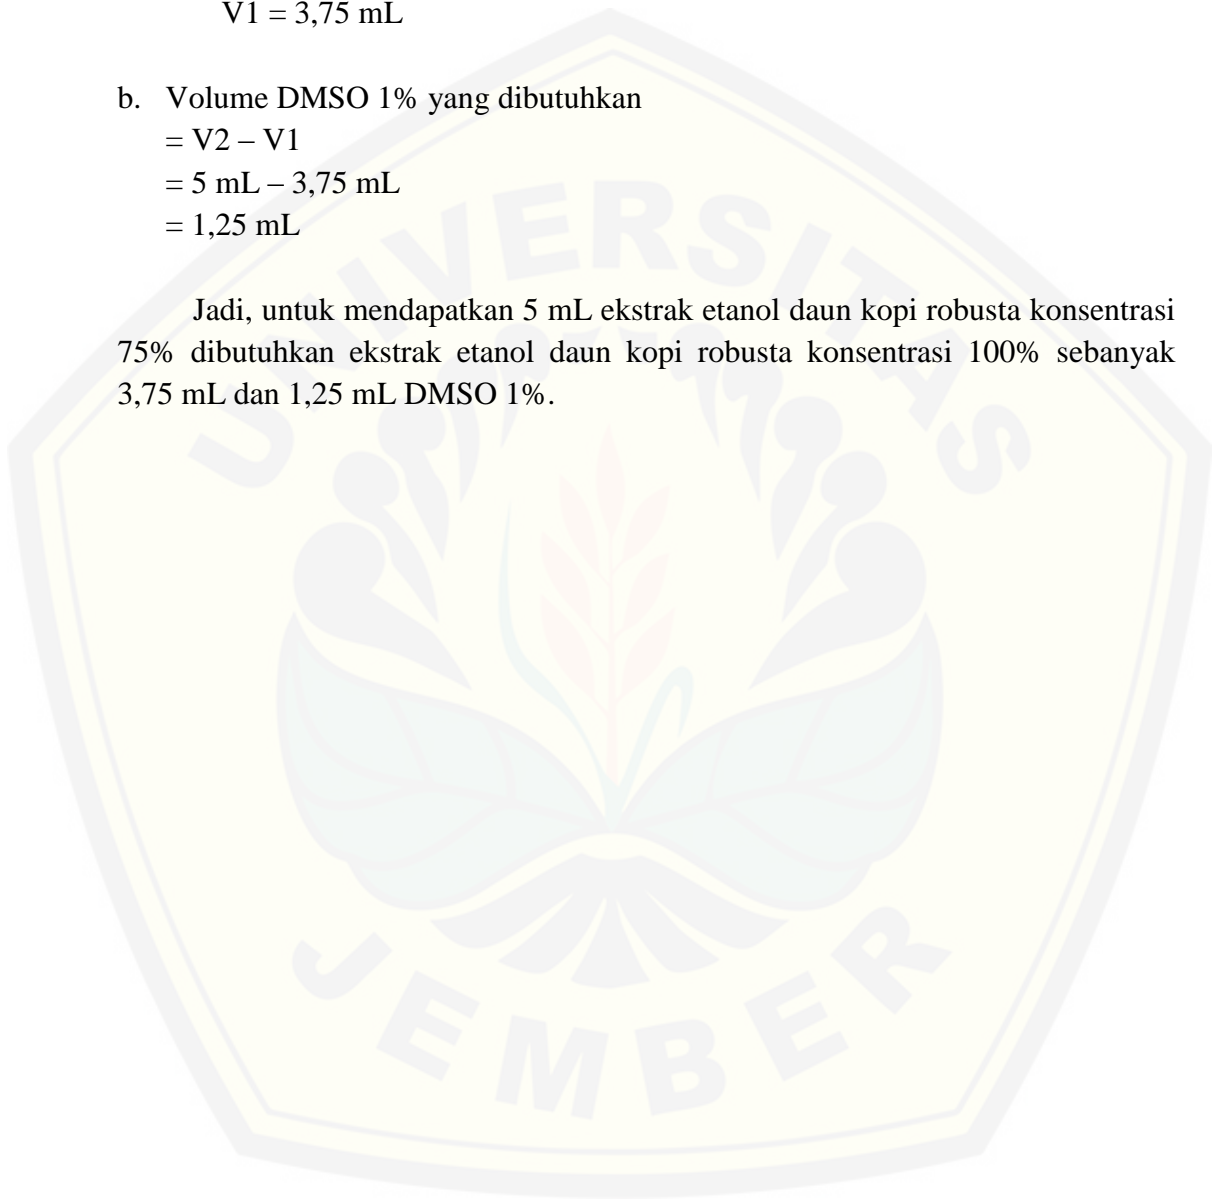 V1 = 3,75 mL
b. Volume DMSO 1% yang dibutuhkan
= V2 – V1
= 5 mL – 3,75 mL
= 1,25 mL
Jadi, untuk mendapatkan 5 mL ekstrak etanol daun kopi robusta konsentrasi
75% dibutuhkan ekstrak etanol daun kopi robusta konsentrasi 100% sebanyak
3,75 mL dan 1,25 mL DMSO 1%.
UNIVERSITAS
JEMBER